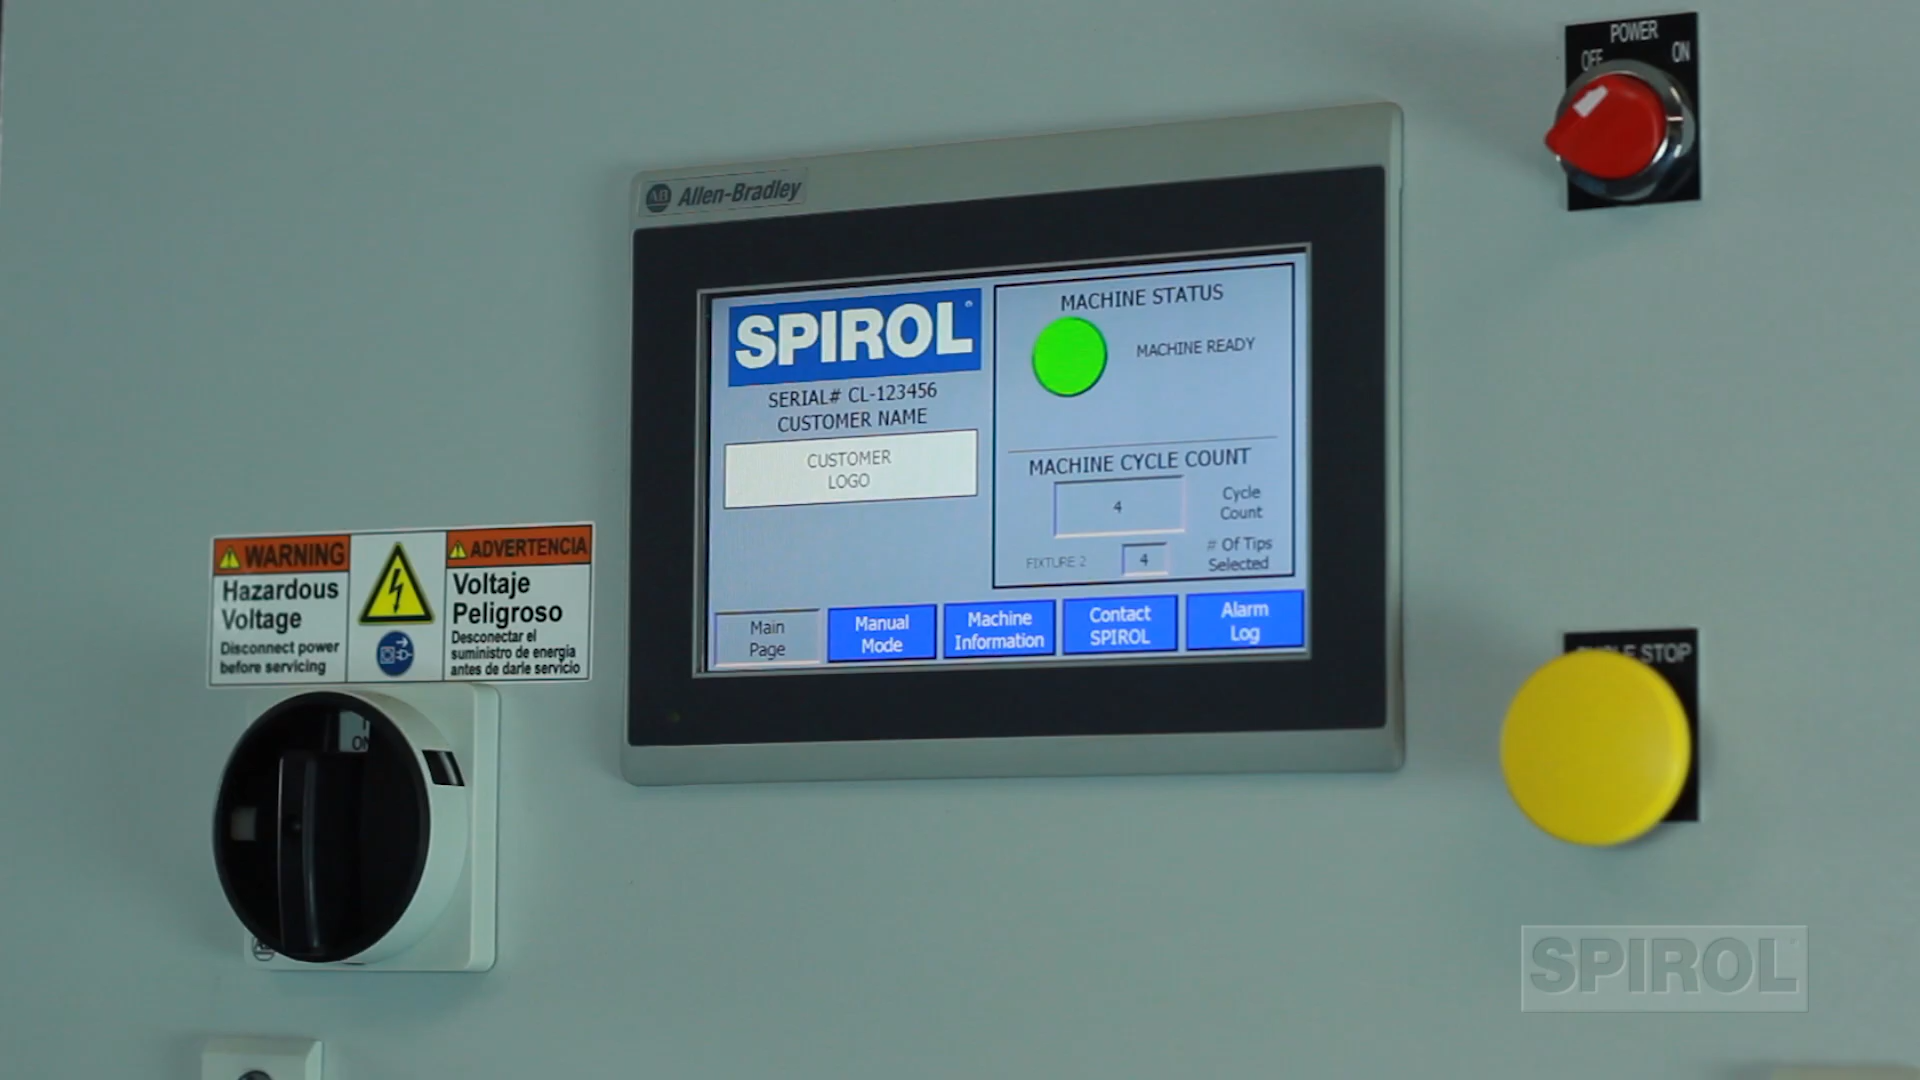 POWER
OFF ON
AB Allen-Bradley
SPIROL
SERIAL# CL-123456
CUSTOMER NAME
CUSTOMER
LOGO
MACHINE STATUS
MACHINE READY
MACHINE CYCLE COUNT
4
Cycle
Count
FIXTURE 2
4
# Of Tips
Selected
Main
Page
Manual
Mode
Machine
Information
Contact
SPIROL
Alarm
Log
WARNING
Hazardous
Voltage
Disconnect power
before servicing
ADVERTENCIA
Voltaje
Peligroso
Desconectar el
suministro de energia
antes de darle servicio
ON
STOP
SPIROL